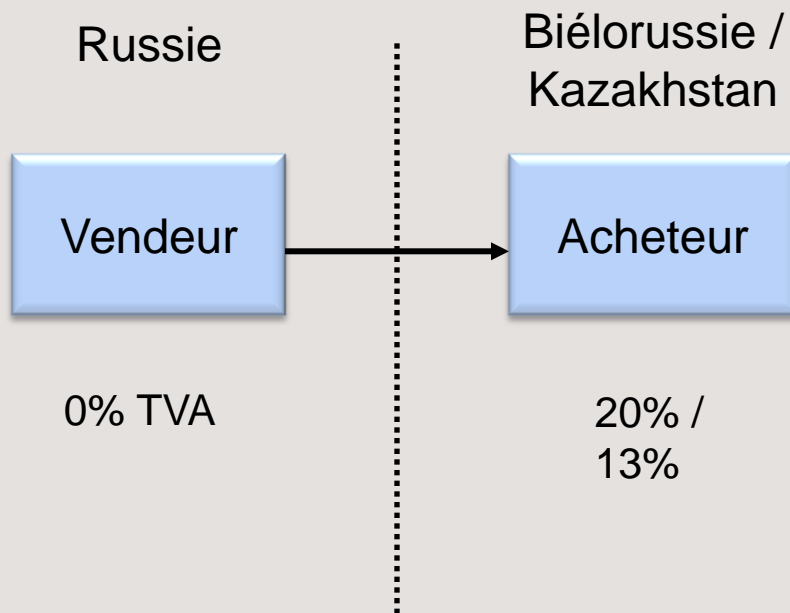 Russie
Biélorussie /
Kazakhstan
Vendeur
Acheteur
0% TVA
20% /
13%